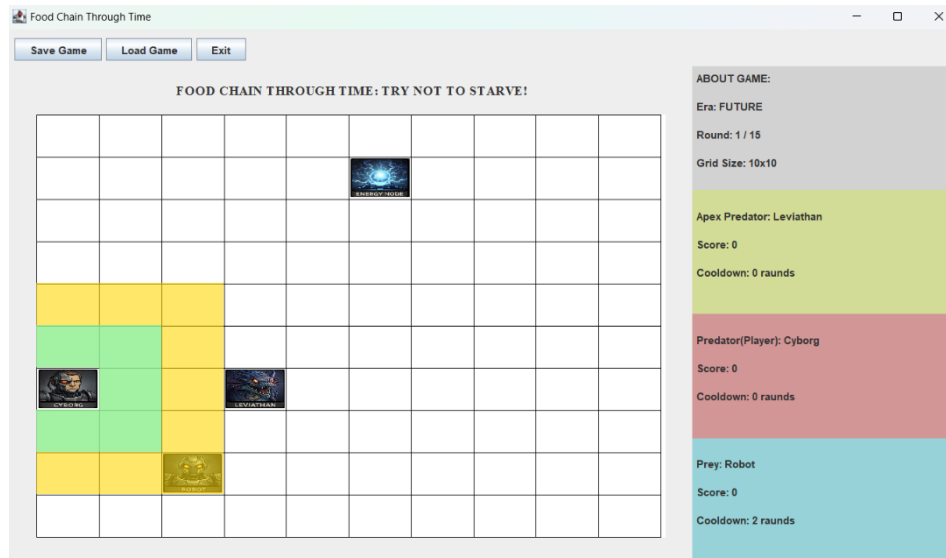 Food Chain Through Time
Save Game
Load Game
Exit
FOOD CHAIN THROUGH TIME: TRY NOT TO STARVE!
ENERGY NODE
CYBORG
LEVIATHAN
ROBOT
ABOUT GAME:
Era: FUTURE
Round: 1 / 15
Grid Size: 10x10
Apex Predator: Leviathan
Score: 0
Cooldown: 0 raunds
Predator(Player): Cyborg
Score: 0
Cooldown: 0 raunds
Prey: Robot
Score: 0
Cooldown: 2 raunds